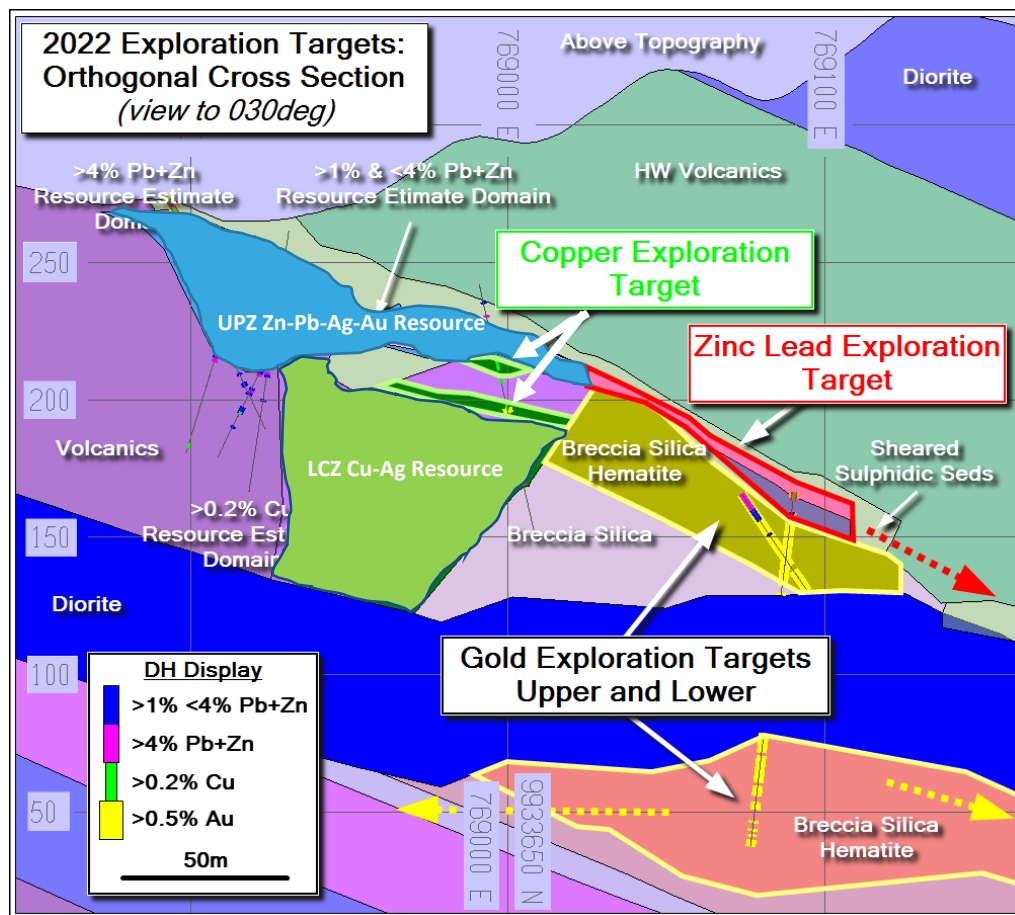 2022 Exploration Targets:
Orthogonal Cross Section
(view to 030deg)
Above Topography
769000 E
769100 E
Diorite
>4% Pb+Zn
Resource Estimate
Doma
>1% & <4% Pb+Zn
Resource Etimate Domain
HW Volcanics
250
Copper Exploration
Target
UPZ Zn-Pb-Ag-Au Resource
Zinc Lead Exploration
Target
200
Volcanics
LCZ Cu-Ag Resource
Breccia Silica
Hematite
Sheared
Sulphidic Seds
>0.2% Cu
Resource Esti
Domain
Breccia Silica
150
Diorite
Gold Exploration Targets
Upper and Lower
100
DH Display
>1% <4% Pb+Zn
>4% Pb+Zn
>0.2% Cu
>0.5% Au
50m
50
769000 E
9933650 N
Breccia Silica
Hematite